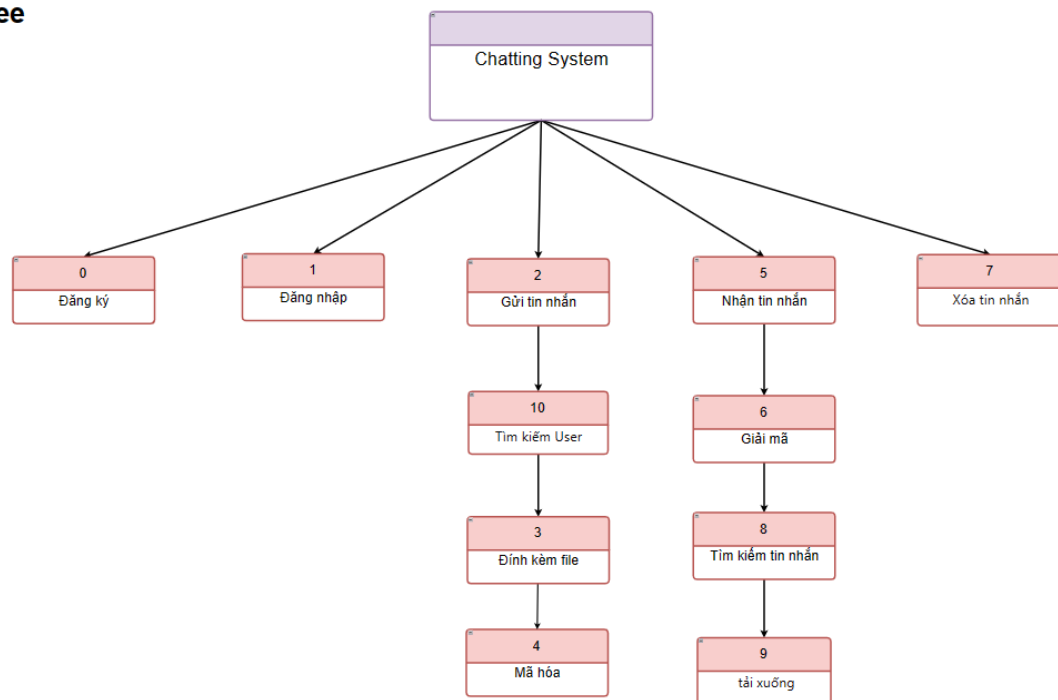 ee
Chatting System
0
Đăng ký
1
Đăng nhập
2
Gửi tin nhắn
5
Nhận tin nhắn
7
Xóa tin nhắn
10
Tìm kiếm User
6
Giải mã
3
Đính kèm file
8
Tìm kiếm tin nhắn
4
Mã hóa
9
tải xuống